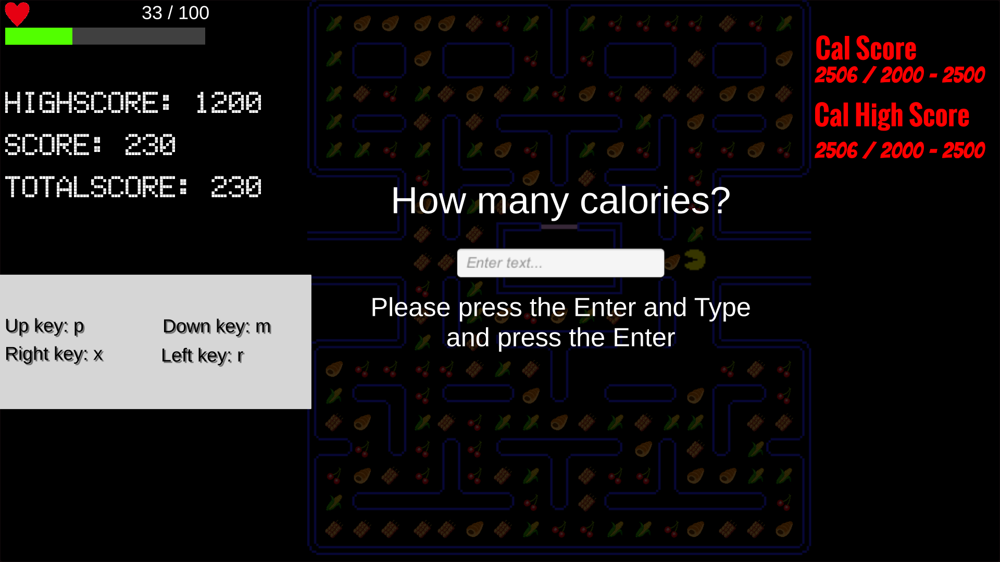 33 / 100
HIGHSCORE: 1200
SCORE: 230
TOTALSCORE: 230
Up key: p
Down key: m
Right key: x
Left key: r
How many calories?
Enter text...
Please press the Enter and Type
and press the Enter
Cal Score
2506 / 2000 - 2500
Cal High Score
2506 / 2000 - 2500